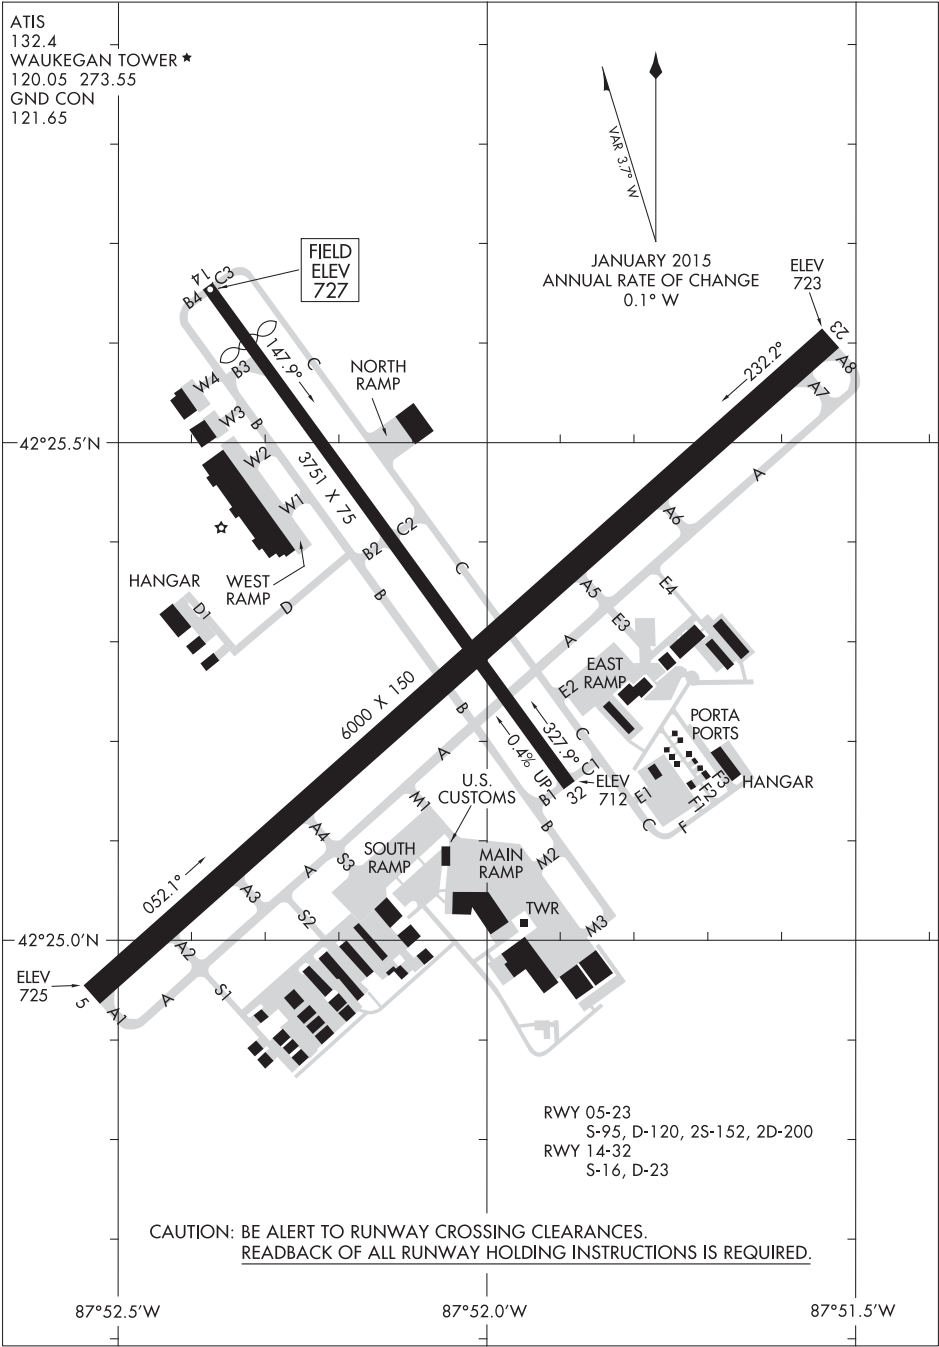 ATIS
132.4
WAUKEGAN TOWER ★
120.05 273.55
GND CON
121.65
VAR 3.7° W
JANUARY 2015
ANNUAL RATE OF CHANGE
0.1° W
FIELD
ELEV
727
ELEV
723
14
C3
B4
23
A8
A7
232.2°
147.9°
C
B3
W4
W3
B
W2
W1
NORTH
RAMP
42°25.5'N
3751 X 75
A
A6
C2
B2
C
HANGAR
WEST
RAMP
D1
D
B
A5
E4
E3
A
EAST
RAMP
E2
6000 X 150
B
C
327.9°
0.4% UP
PORTA
PORTS
A
C1
B1
32
ELEV
712
U.S.
CUSTOMS
M1
E1
F3
F2
F1
HANGAR
C
F
B
A4
S3
SOUTH
RAMP
MAIN
RAMP
M2
A
052.1°
A3
S2
TWR
M3
42°25.0'N
A2
S1
A
ELEV
725
5
A1
RWY 05-23
S-95, D-120, 2S-152, 2D-200
RWY 14-32
S-16, D-23
CAUTION: BE ALERT TO RUNWAY CROSSING CLEARANCES.
READBACK OF ALL RUNWAY HOLDING INSTRUCTIONS IS REQUIRED.
87°52.5'W
87°52.0'W
87°51.5'W